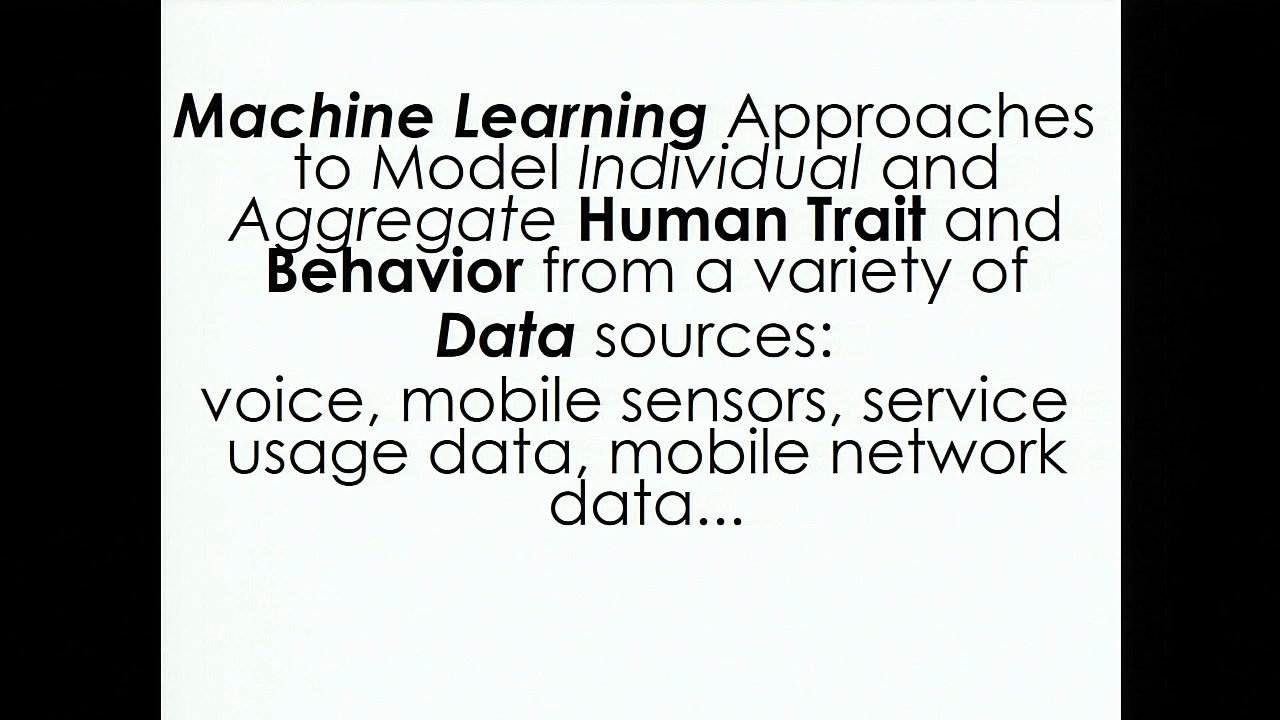 Machine Learning Approaches
to Model Individual and
Aggregate Human Trait and
Behavior from a variety of
Data sources:
voice, mobile sensors, service
usage data, mobile network
data...